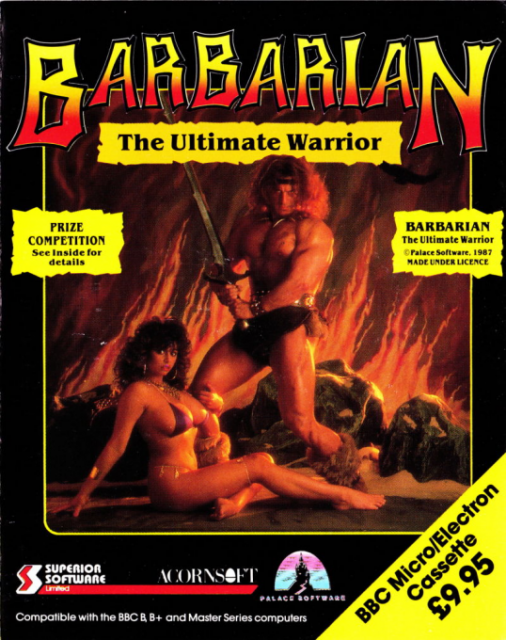 BARBARIAN
The Ultimate Warrior
PRIZE
COMPETITION
See inside for
details
BARBARIAN
The Ultimate Warrior
©Palace Software, 1987
MADE UNDER LICENCE
BBC Micro/Electron
Cassette
£9.95
SUPERIOR
SOFTWARE
Limited
ACORNSOFT
PALACE SOFTWARE
Compatible with the BBC B, B+ and Master Series computers